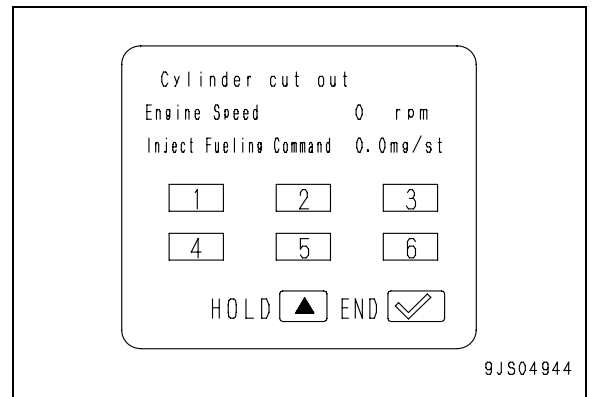 Cylinder cut out
Engine Speed 0 rpm
Inject Fueling Command 0.0mg/st
1 2 3
4 5 6
HOLD ▲ END ✓
9JS04944